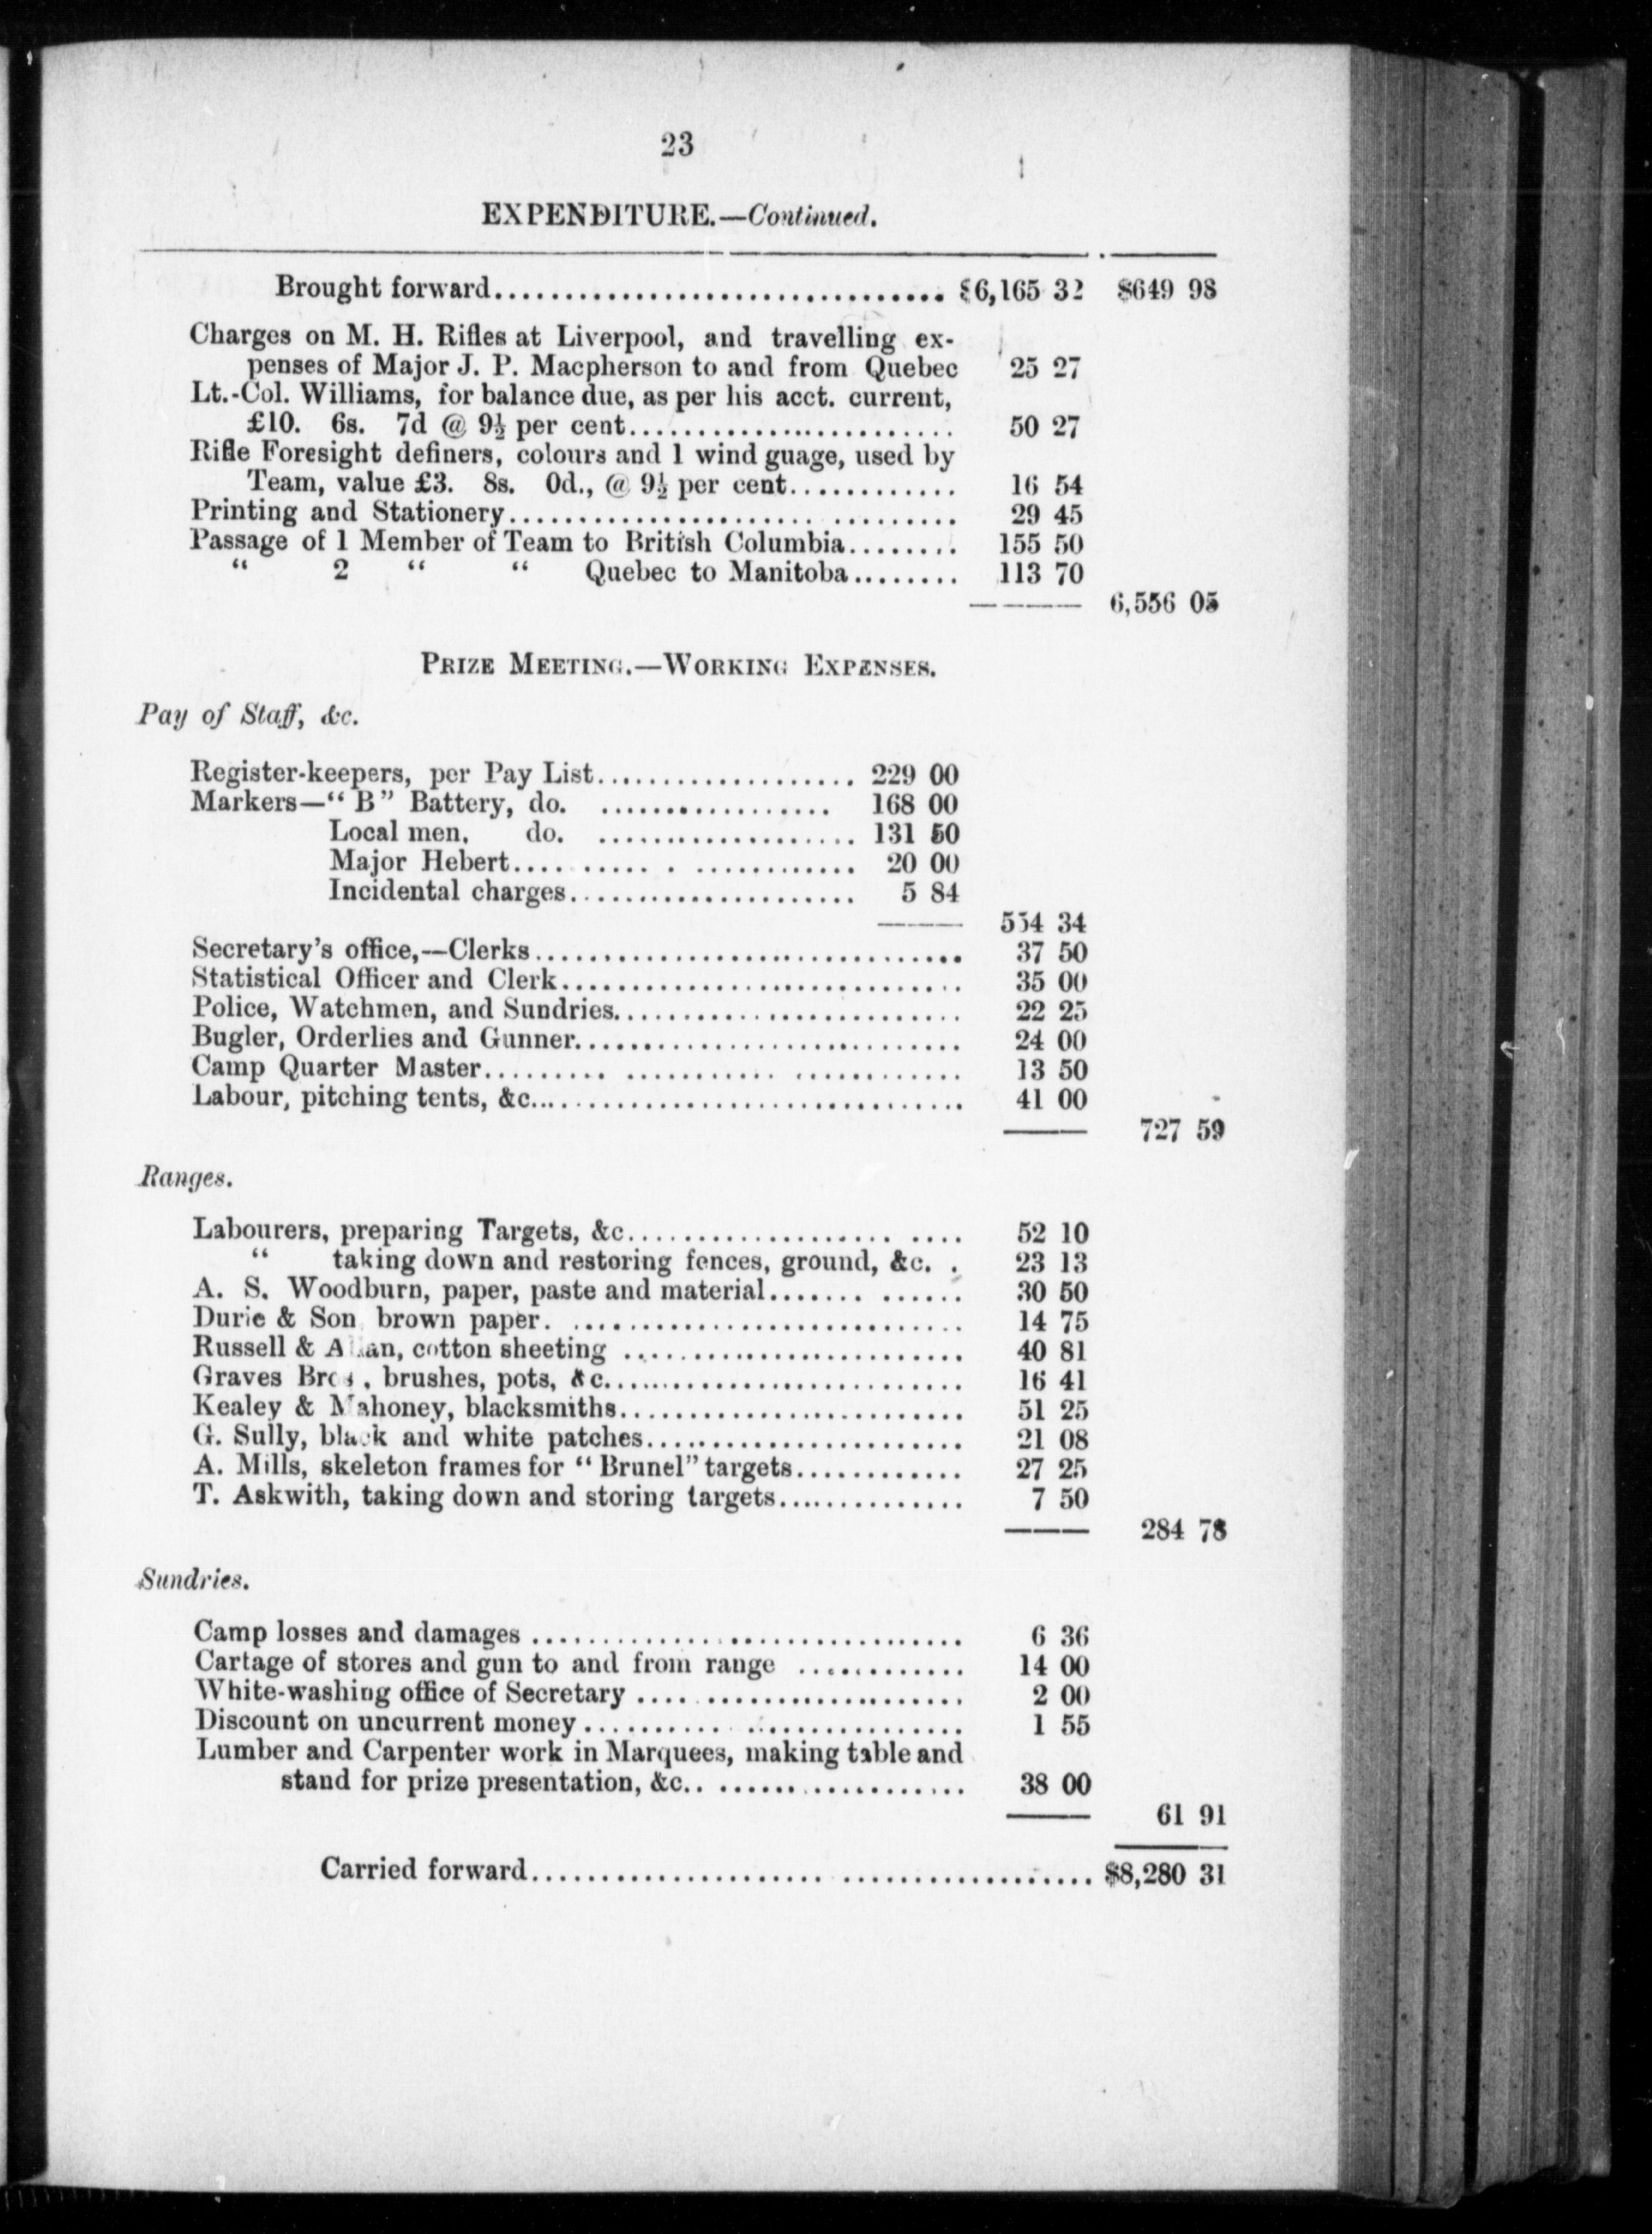 23
EXPENDITURE.—Continued.
Brought forward................................ $6,165 32 $649 98
Charges on M. H. Rifles at Liverpool, and travelling ex-
penses of Major J. P. Macpherson to and from Quebec 25 27
Lt.-Col. Williams, for balance due, as per his acct. current,
£10. 6s. 7d @ 9½ per cent........................ 50 27
Rifle Foresight definers, colours and 1 wind guage, used by
Team, value £3. 8s. 0d., @ 9½ per cent............ 16 54
Printing and Stationery...................... ......... 29 45
Passage of 1 Member of Team to British Columbia........ 155 50
“ 2 “ “ Quebec to Manitoba........ 113 70
6,556 05
PRIZE MEETING.—WORKING EXPENSES.
Pay of Staff, &c.
Register-keepers, per Pay List................... 229 00
Markers—“ B” Battery, do. .................. 168 00
Local men, do. ................... 131 50
Major Hebert.... ...... . ............ 20 00
Incidental charges..................... 5 84
554 34
Secretary's office,—Clerks............................... 37 50
Statistical Officer and Clerk............................. 35 00
Police, Watchmen, and Sundries......................... 22 25
Bugler, Orderlies and Gunner............................ 24 00
Camp Quarter Master......... ........... ............ 13 50
Labour, pitching tents, &c............................... 41 00
727 59
Ranges.
Labourers, preparing Targets, &c................... .... 52 10
“ taking down and restoring fences, ground, &c. . 23 13
A. S. Woodburn, paper, paste and material....... ...... 30 50
Durie & Son brown paper. ............................ 14 75
Russell & Allan, cotton sheeting ......................... 40 81
Graves Bros , brushes, pots, &c.......................... 16 41
Kealey & Mahoney, blacksmiths......................... 51 25
G. Sully, black and white patches....................... 21 08
A. Mills, skeleton frames for “ Brunel” targets............ 27 25
T. Askwith, taking down and storing targets.............. 7 50
284 78
Sundries.
Camp losses and damages ............................... 6 36
Cartage of stores and gun to and from range ............ 14 00
White-washing office of Secretary .... .................. 2 00
Discount on uncurrent money .......... ................ 1 55
Lumber and Carpenter work in Marquees, making table and
stand for prize presentation, &c.. .................. 38 00
61 91
Carried forward..................... .................. $8,280 31